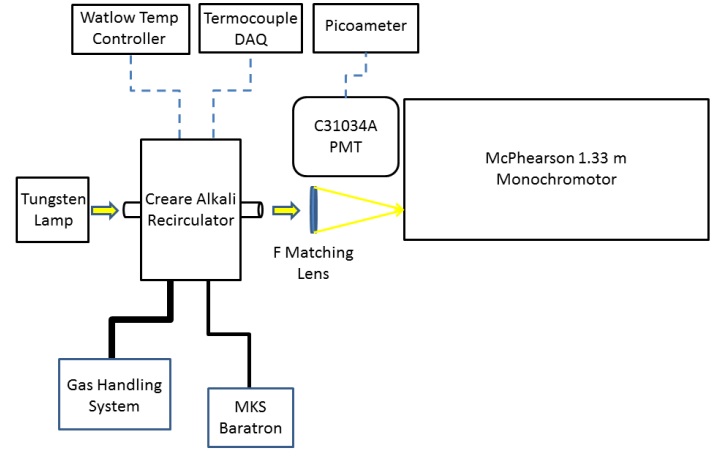 Watlow Temp
Controller
Termocouple
DAQ
Picoameter
C31034A
PMT
McPhearson 1.33 m
Monochromotor
Tungsten
Lamp
Creare Alkali
Recirculator
F Matching
Lens
Gas Handling
System
MKS
Baratron